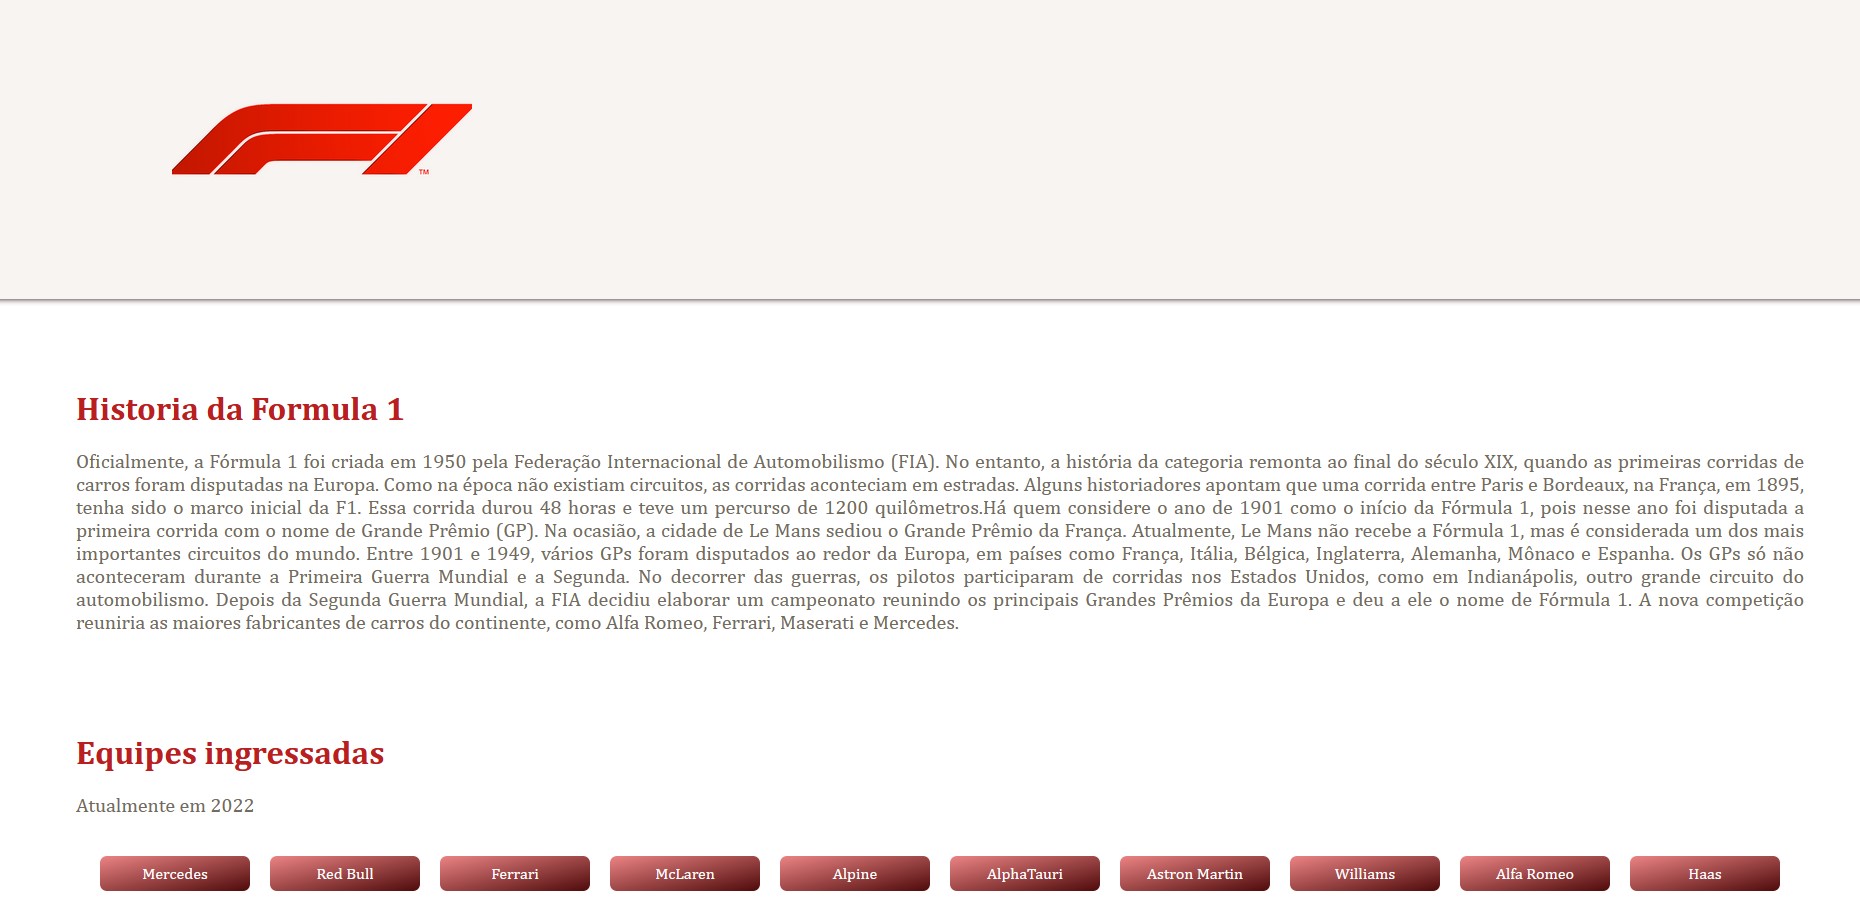 TM
Historia da Formula 1
Oficialmente, a Fórmula 1 foi criada em 1950 pela Federação Internacional de Automobilismo (FIA). No entanto, a história da categoria remonta ao final do século XIX, quando as primeiras corridas de
carros foram disputadas na Europa. Como na época não existiam circuitos, as corridas aconteciam em estradas. Alguns historiadores apontam que uma corrida entre Paris e Bordeaux, na França, em 1895,
tenha sido o marco inicial da F1. Essa corrida durou 48 horas e teve um percurso de 1200 quilômetros.Há quem considere o ano de 1901 como o início da Fórmula 1, pois nesse ano foi disputada a
primeira corrida com o nome de Grande Prêmio (GP). Na ocasião, a cidade de Le Mans sediou o Grande Prêmio da França. Atualmente, Le Mans não recebe a Fórmula 1, mas é considerada um dos mais
importantes circuitos do mundo. Entre 1901 e 1949, vários GPs foram disputados ao redor da Europa, em países como França, Itália, Bélgica, Inglaterra, Alemanha, Mônaco e Espanha. Os GPs só não
aconteceram durante a Primeira Guerra Mundial e a Segunda. No decorrer das guerras, os pilotos participaram de corridas nos Estados Unidos, como em Indianápolis, outro grande circuito do
automobilismo. Depois da Segunda Guerra Mundial, a FIA decidiu elaborar um campeonato reunindo os principais Grandes Prêmios da Europa e deu a ele o nome de Fórmula 1. A nova competição
reuniria as maiores fabricantes de carros do continente, como Alfa Romeo, Ferrari, Maserati e Mercedes.
Equipes ingressadas
Atualmente em 2022
Mercedes Red Bull Ferrari McLaren Alpine AlphaTauri Astron Martin Williams Alfa Romeo Haas